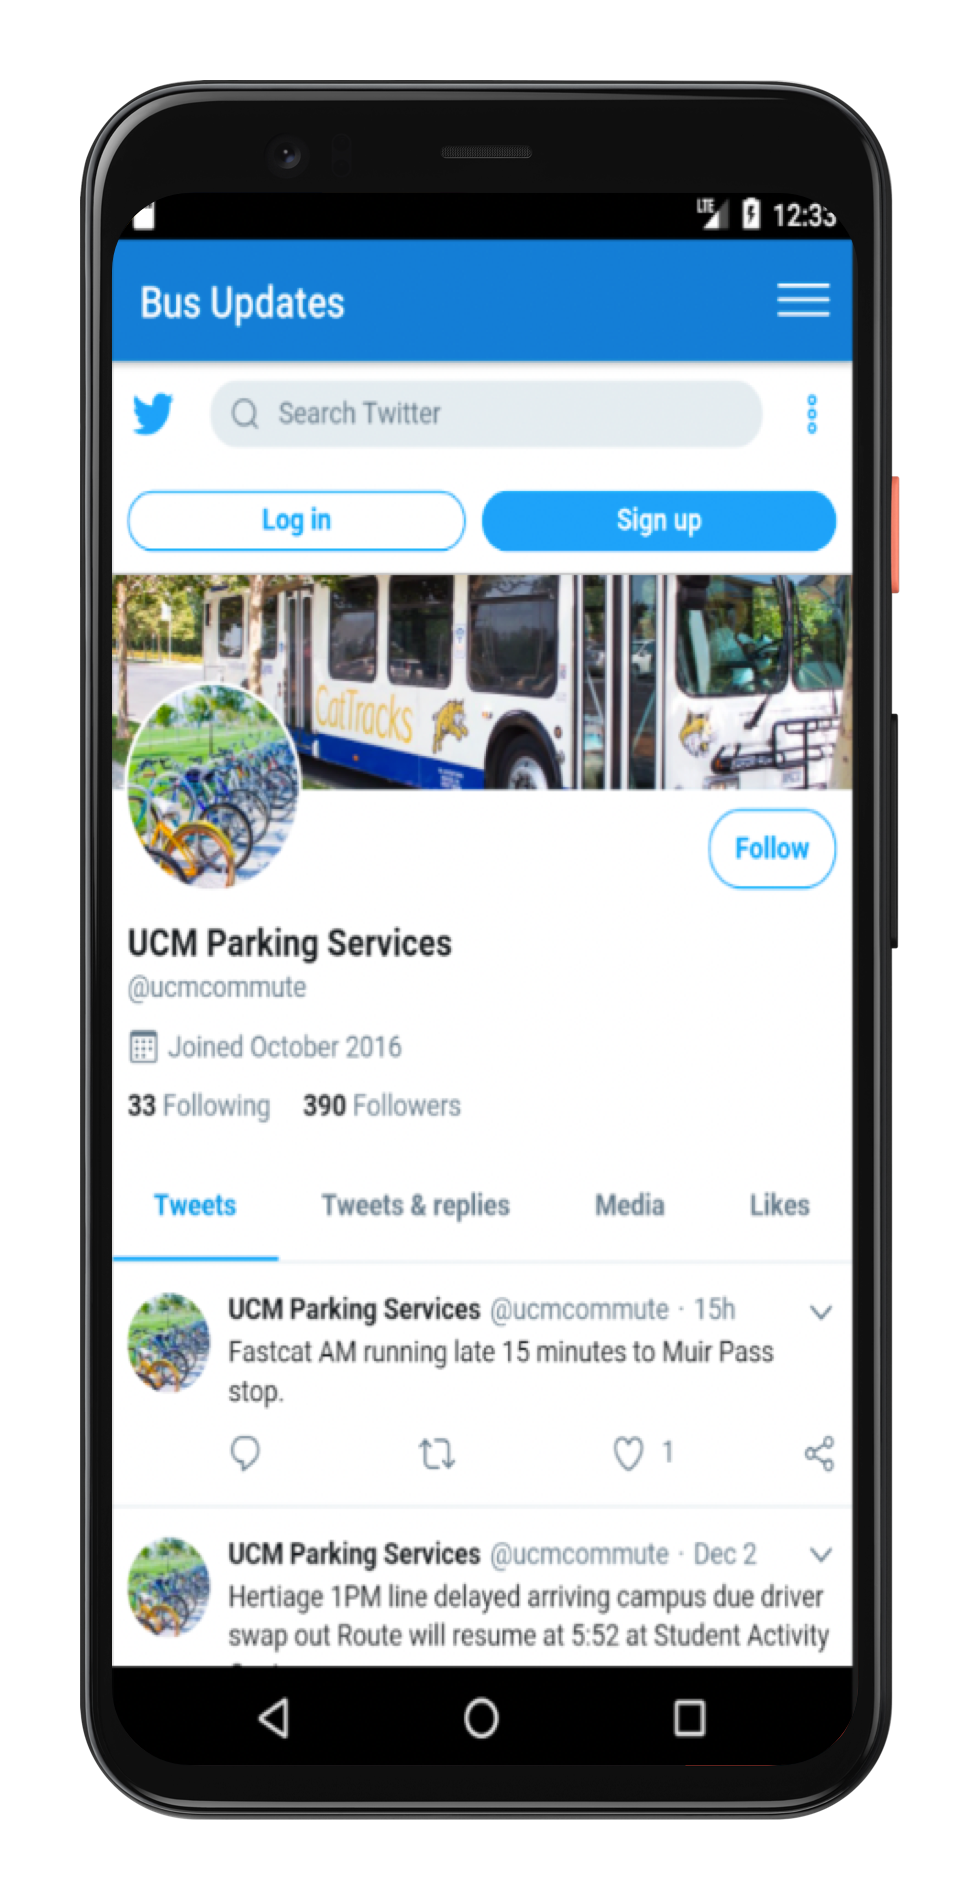 LTE 12:33
Bus Updates
Search Twitter
Log in Sign up
CatTracks
Follow
UCM Parking Services
@ucmcommute
Joined October 2016
33 Following 390 Followers
Tweets Tweets & replies Media Likes
UCM Parking Services @ucmcommute · 15h
Fastcat AM running late 15 minutes to Muir Pass
stop.
1
UCM Parking Services @ucmcommute · Dec 2
Hertiage 1PM line delayed arriving campus due driver
swap out Route will resume at 5:52 at Student Activity